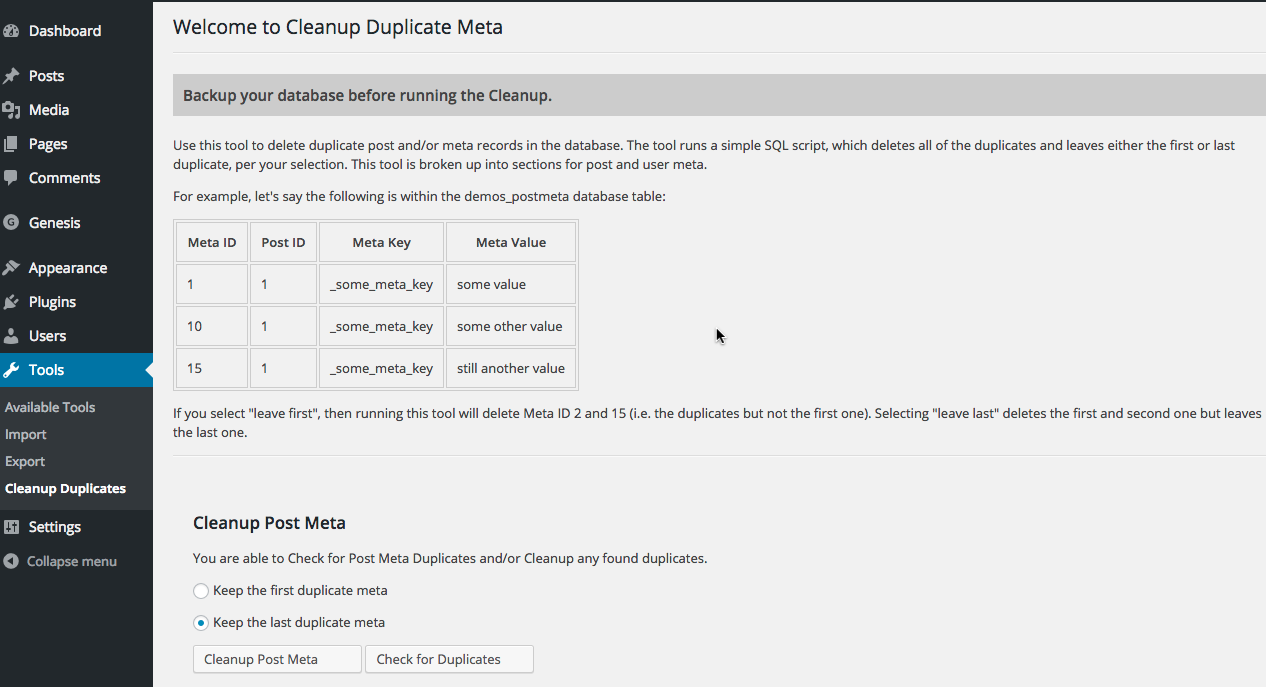 Dashboard
Posts
Media
Pages
Comments
G Genesis
Appearance
Plugins
Users
Tools
Available Tools
Import
Export
Cleanup Duplicates
Settings
Collapse menu
Welcome to Cleanup Duplicate Meta
Backup your database before running the Cleanup.
Use this tool to delete duplicate post and/or meta records in the database. The tool runs a simple SQL script, which deletes all of the duplicates and leaves either the first or last
duplicate, per your selection. This tool is broken up into sections for post and user meta.
For example, let's say the following is within the demos_postmeta database table:
Meta ID Post ID Meta Key Meta Value
1 1 _some_meta_key some value
10 1 _some_meta_key some other value
15 1 _some_meta_key still another value
If you select "leave first", then running this tool will delete Meta ID 2 and 15 (i.e. the duplicates but not the first one). Selecting "leave last" deletes the first and second one but leaves
the last one.
Cleanup Post Meta
You are able to Check for Post Meta Duplicates and/or Cleanup any found duplicates.
Keep the first duplicate meta
Keep the last duplicate meta
Cleanup Post Meta Check for Duplicates